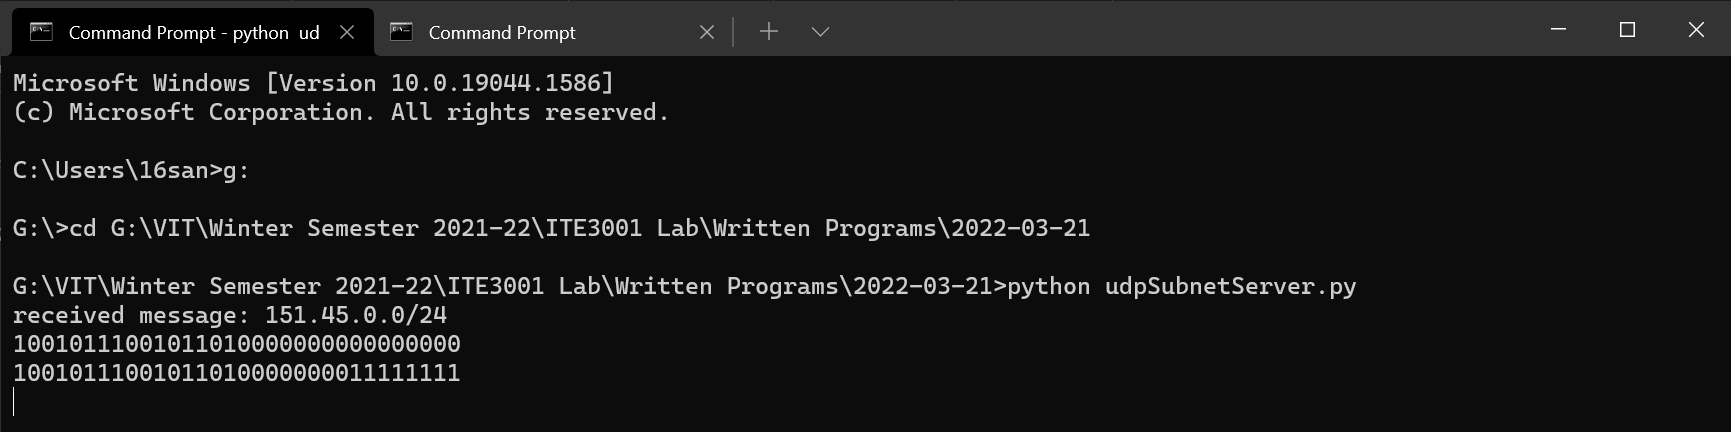 Command Prompt - python  ud
Command Prompt
Microsoft Windows [Version 10.0.19044.1586]
(c) Microsoft Corporation. All rights reserved.
C:\Users\16san>g:
G:\>cd G:\VIT\Winter Semester 2021-22\ITE3001 Lab\Written Programs\2022-03-21
G:\VIT\Winter Semester 2021-22\ITE3001 Lab\Written Programs\2022-03-21>python udpSubnetServer.py
received message: 151.45.0.0/24
10010111001011010000000000000000
10010111001011010000000011111111